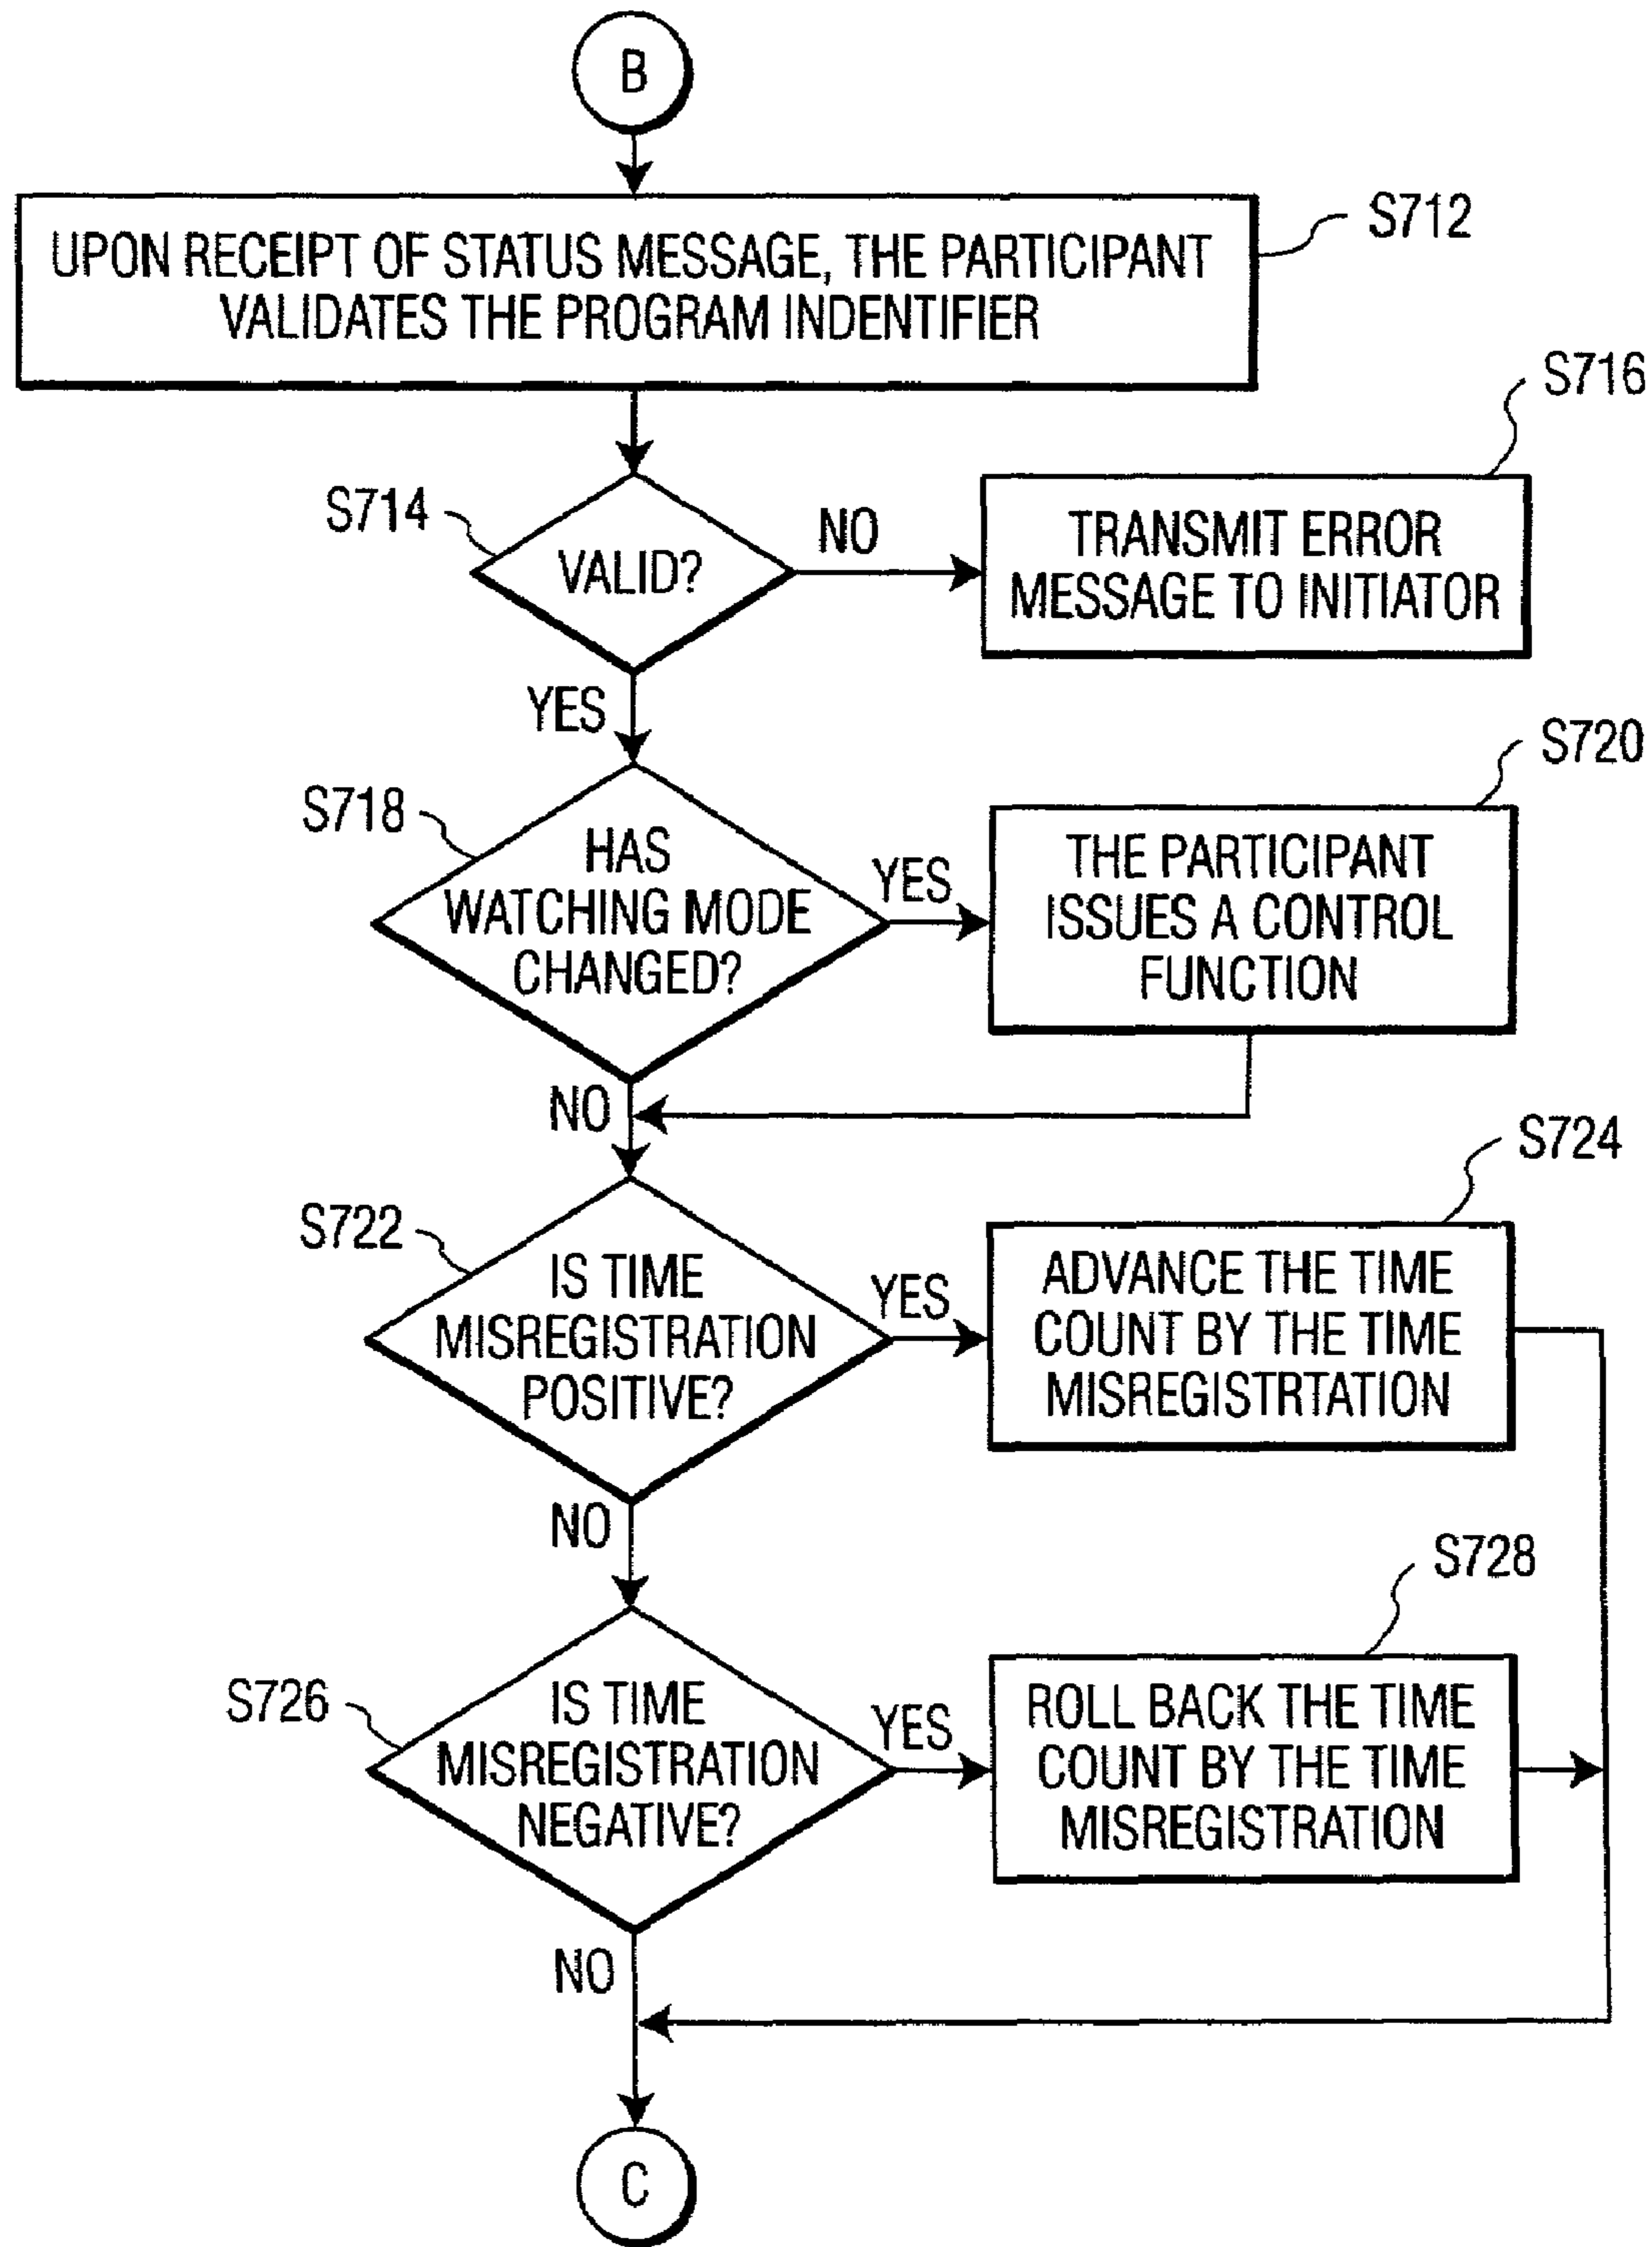 B
S712
UPON RECEIPT OF STATUS MESSAGE, THE PARTICIPANT
VALIDATES THE PROGRAM INDENTIFIER
S716
S714
VALID?
NO
TRANSMIT ERROR
MESSAGE TO INITIATOR
YES
S720
S718
HAS
WATCHING MODE
CHANGED?
YES
THE PARTICIPANT
ISSUES A CONTROL
FUNCTION
NO
S724
S722
IS TIME
MISREGISTRATION
POSITIVE?
YES
ADVANCE THE TIME
COUNT BY THE TIME
MISREGISTRTATION
NO
S728
S726
IS TIME
MISREGISTRATION
NEGATIVE?
YES
ROLL BACK THE TIME
COUNT BY THE TIME
MISREGISTRATION
NO
C